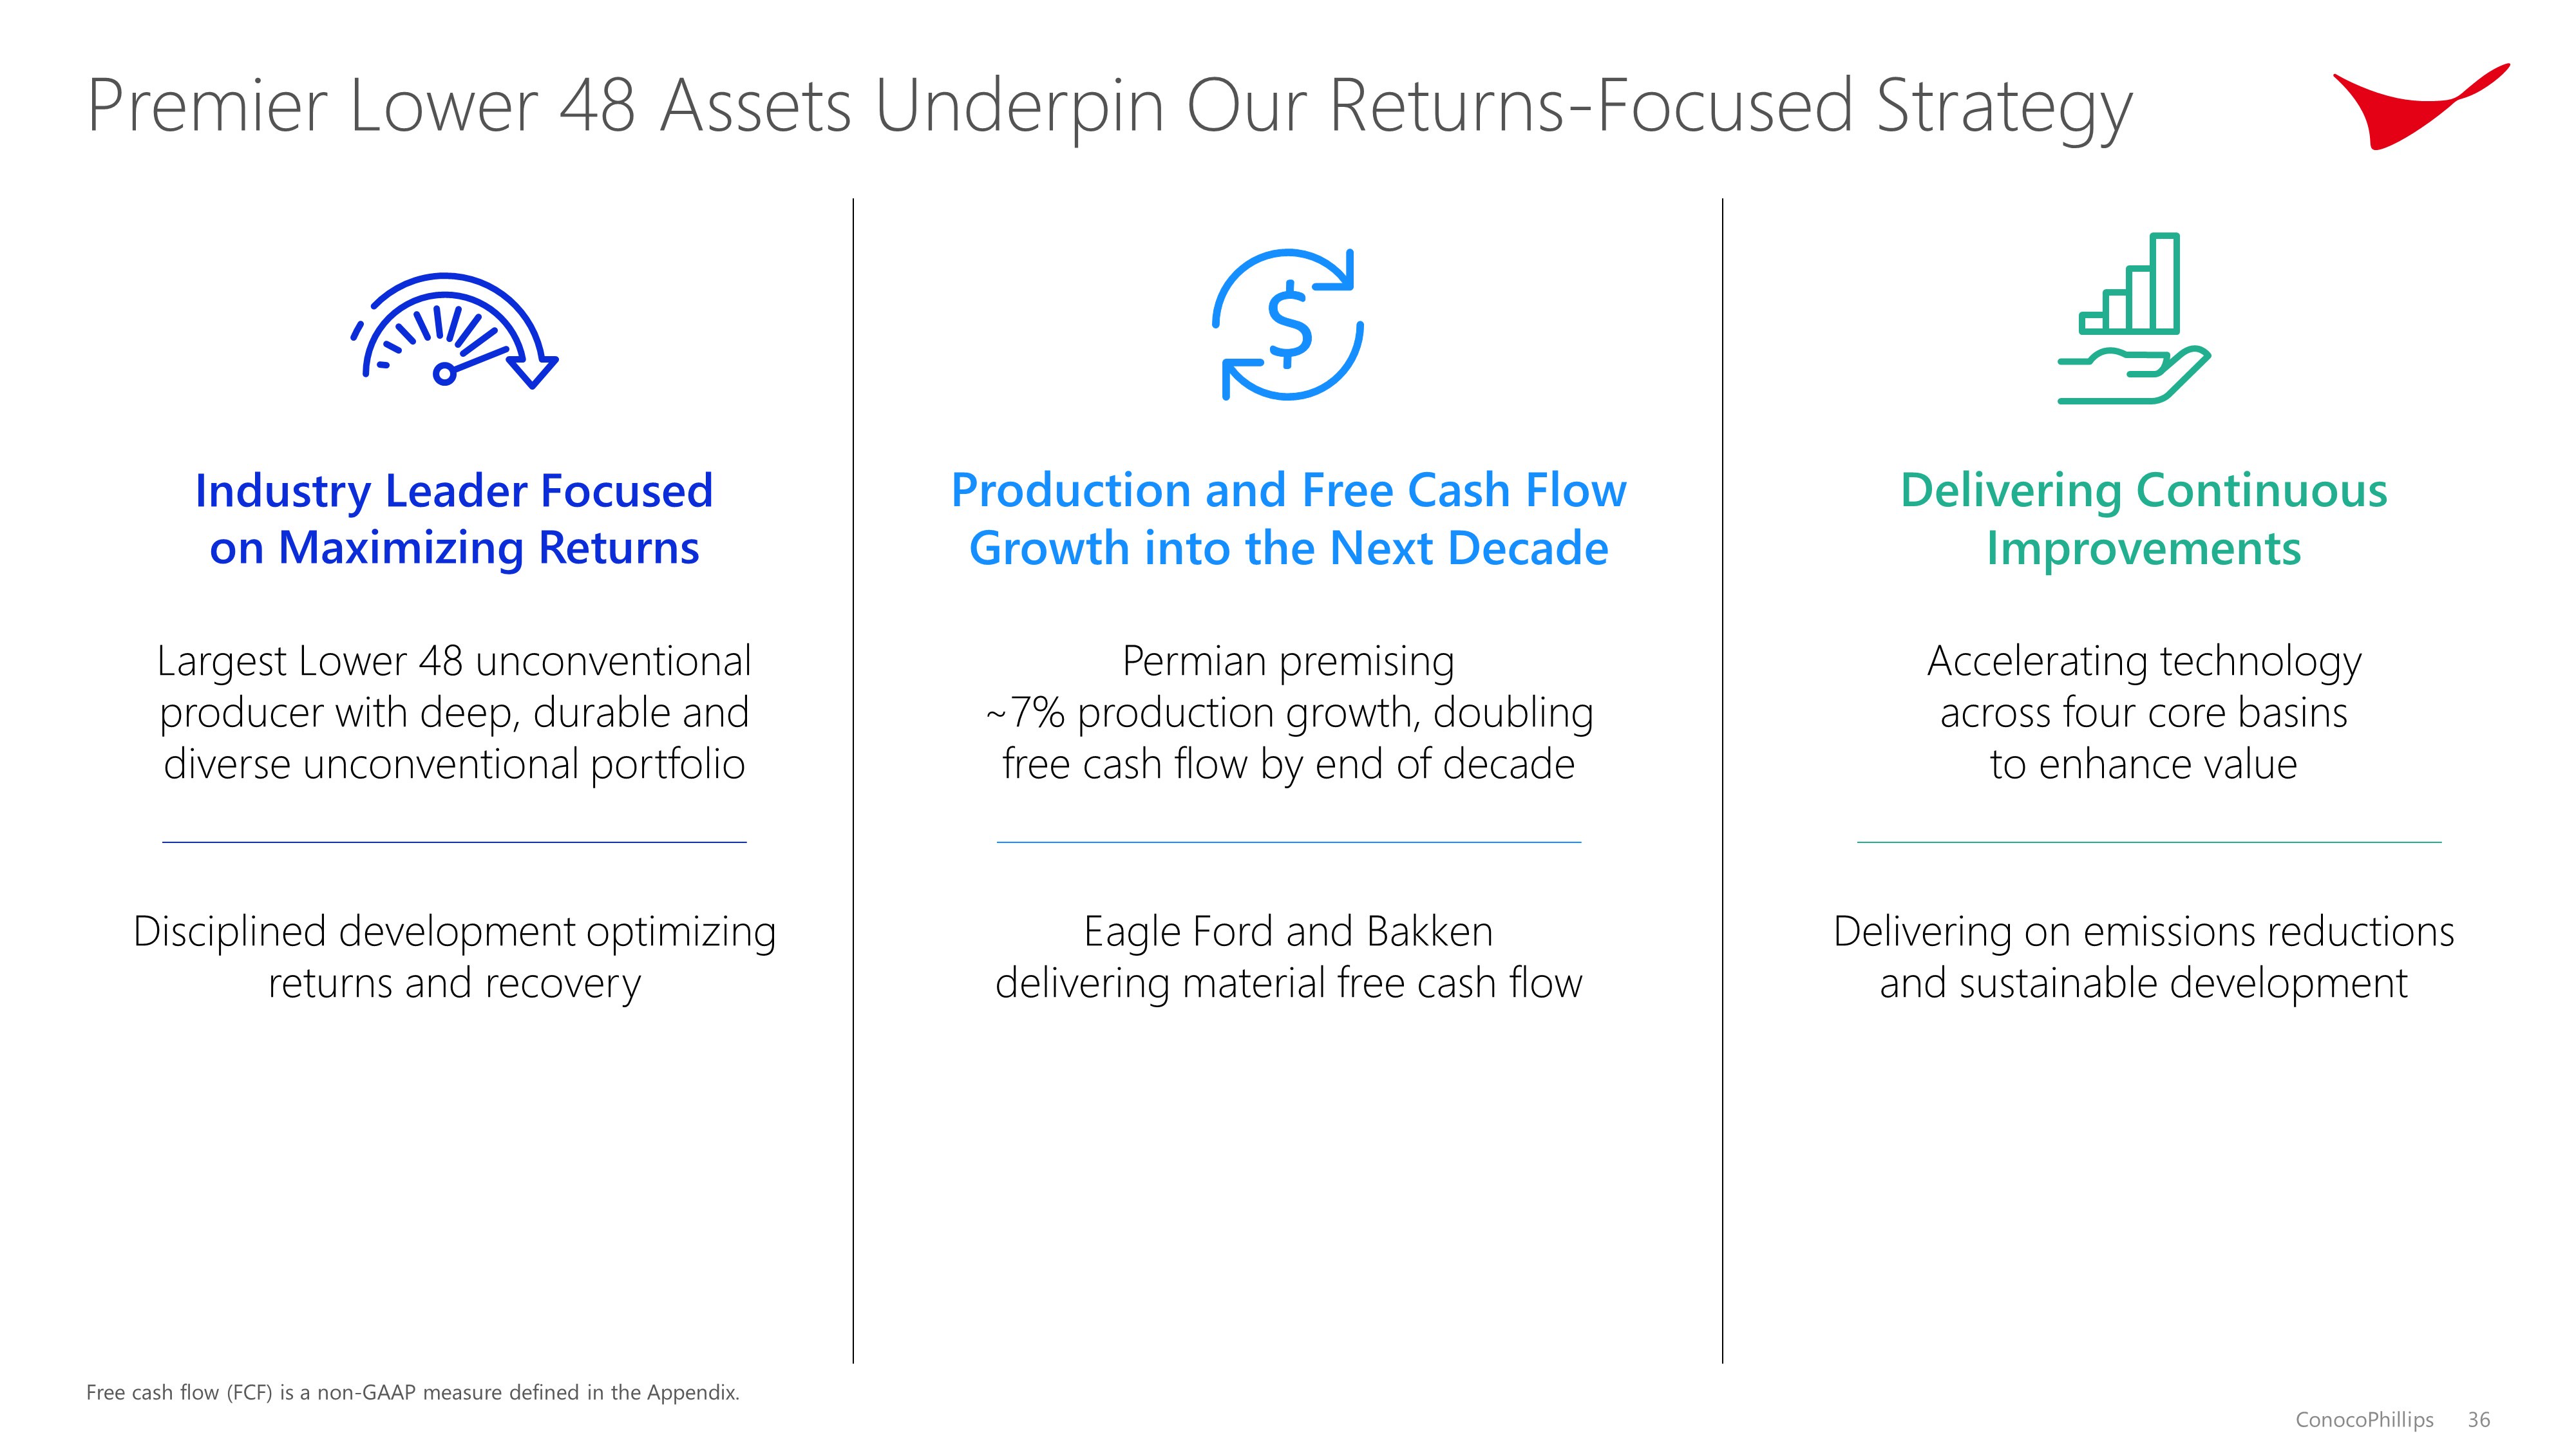 Premier Lower 48 Assets Underpin Our Returns-Focused Strategy
$
Industry Leader Focused
on Maximizing Returns
Largest Lower 48 unconventional
producer with deep, durable and
diverse unconventional portfolio
Disciplined development optimizing
returns and recovery
Production and Free Cash Flow
Growth into the Next Decade
Permian premising
~7% production growth, doubling
free cash flow by end of decade
Eagle Ford and Bakken
delivering material free cash flow
Delivering Continuous
Improvements
Accelerating technology
across four core basins
to enhance value
Delivering on emissions reductions
and sustainable development
Free cash flow (FCF) is a non-GAAP measure defined in the Appendix.
ConocoPhillips 36